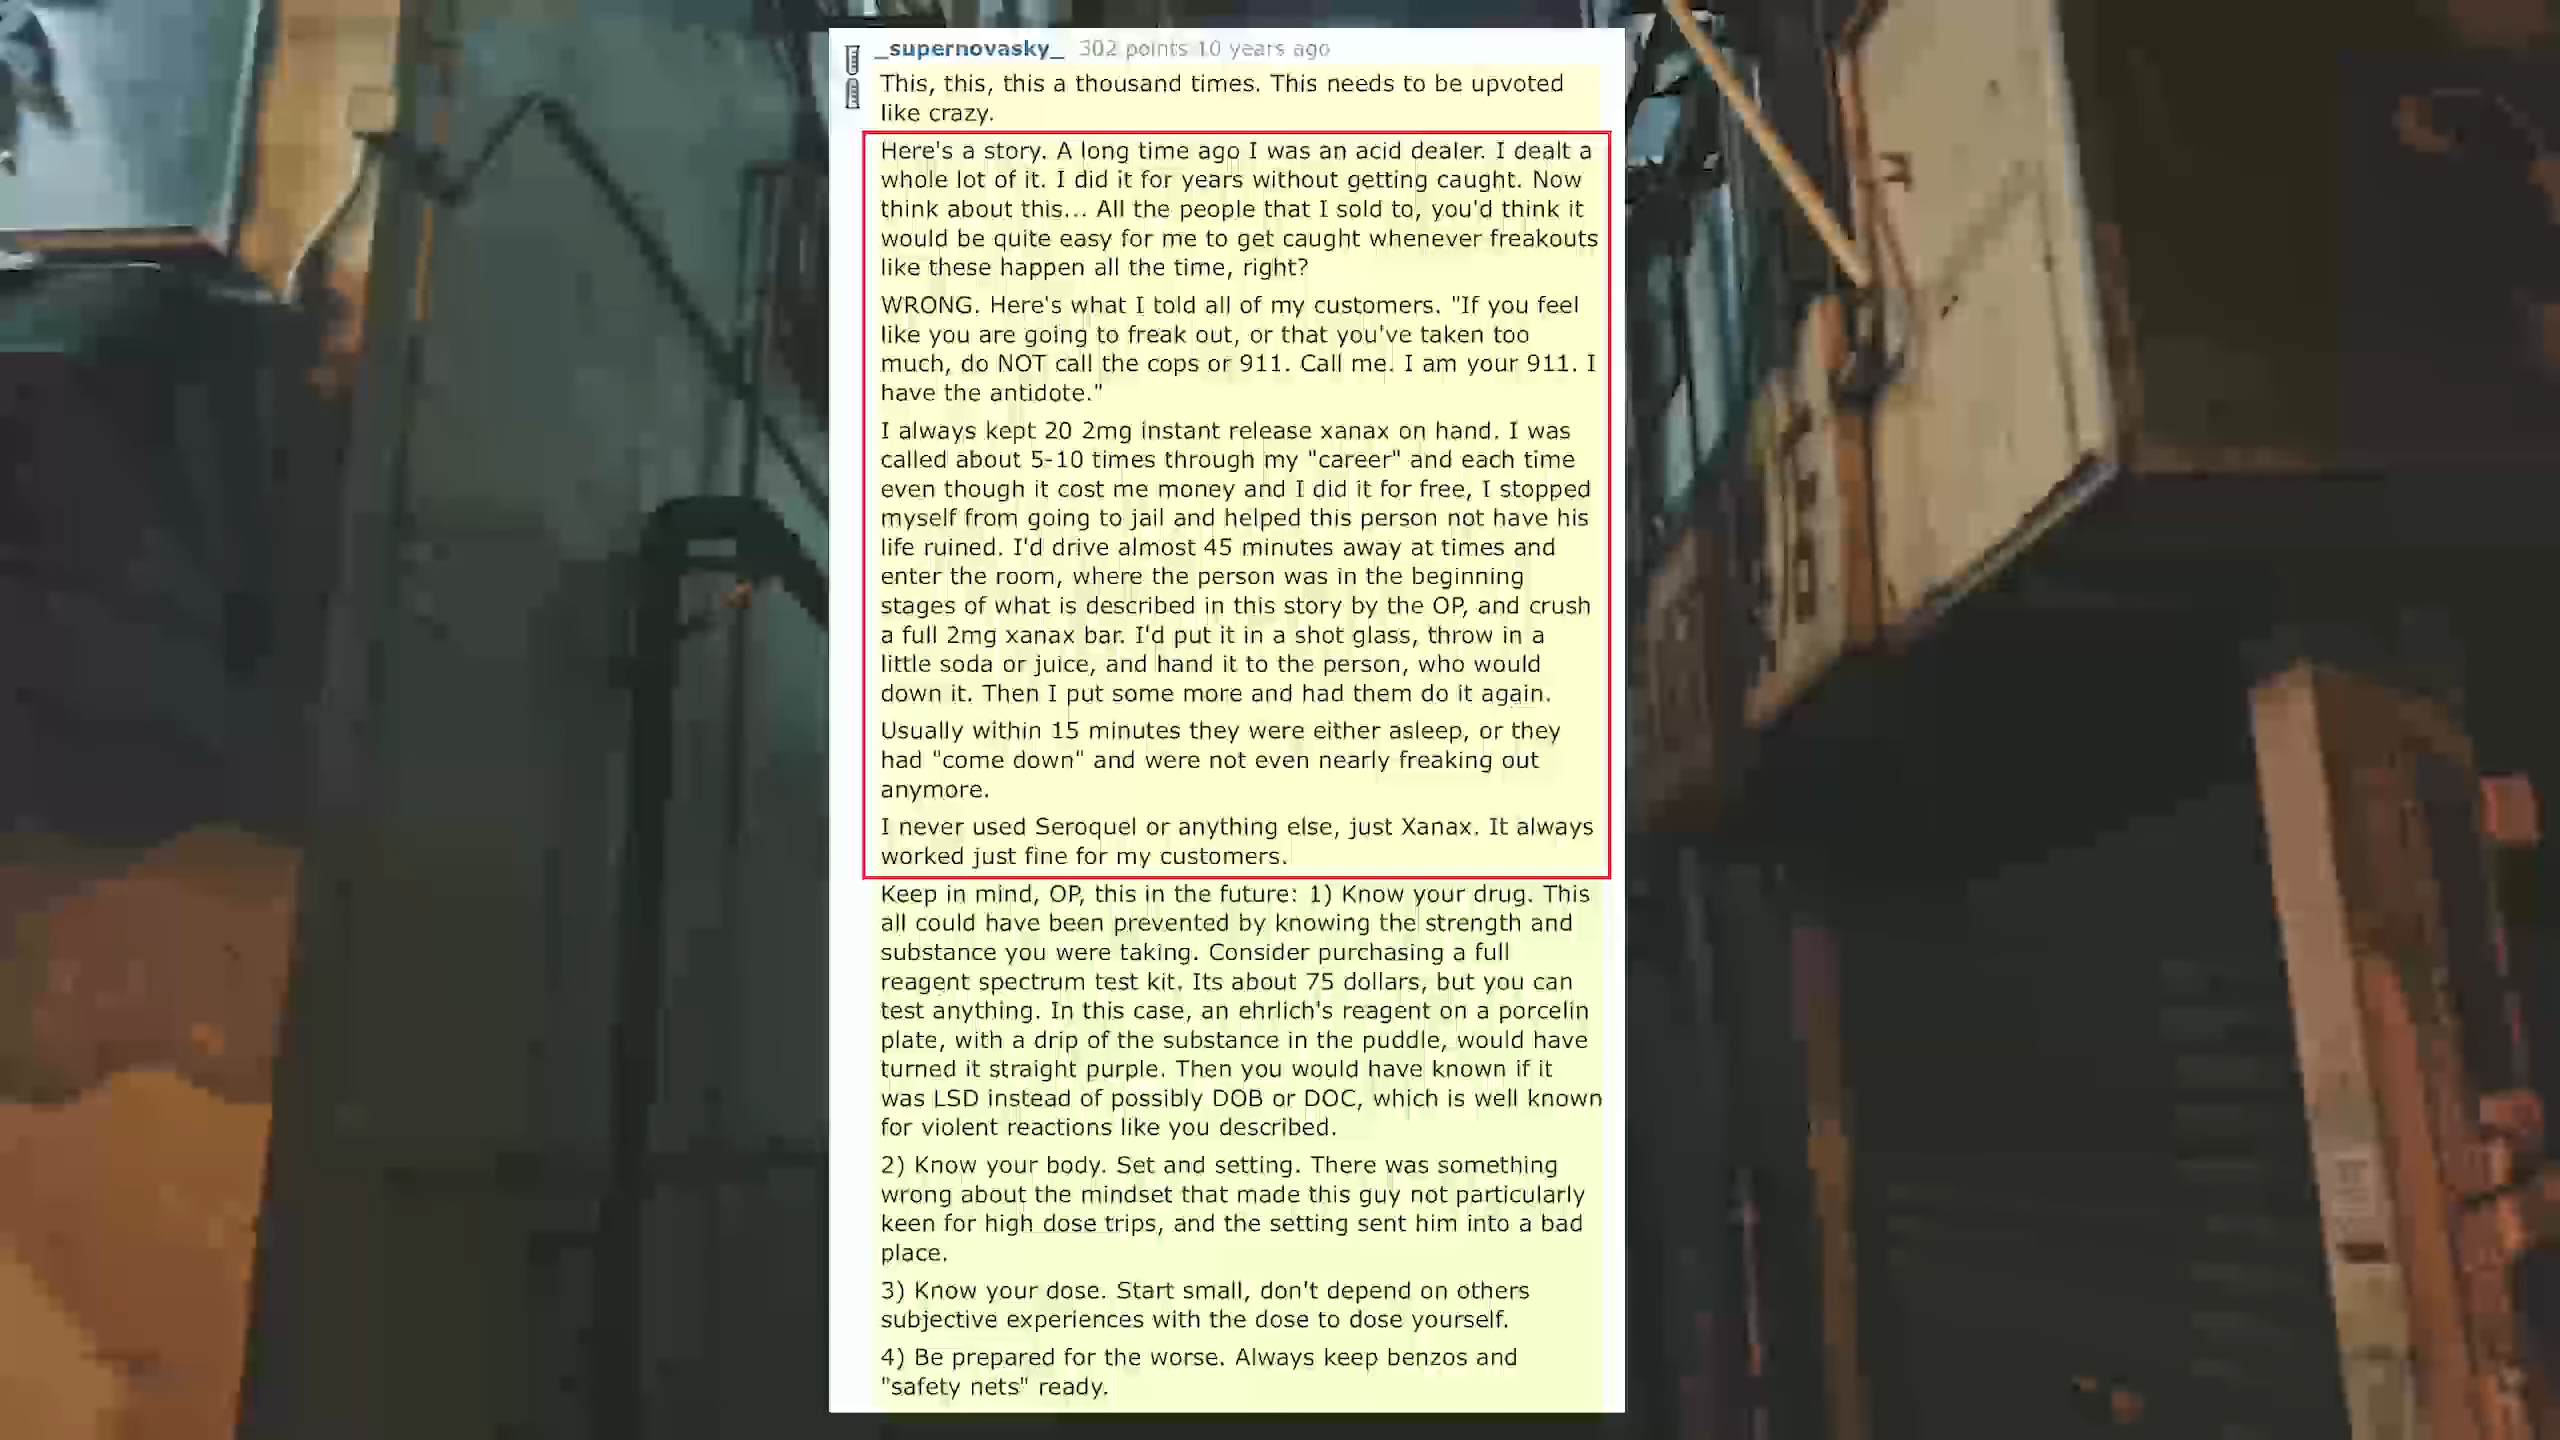 _supernovasky_ 302 points 10 years ago
This, this, this a thousand times. This needs to be upvoted
like crazy.
Here's a story. A long time ago I was an acid dealer. I dealt a
whole lot of it. I did it for years without getting caught. Now
think about this... All the people that I sold to, you'd think it
would be quite easy for me to get caught whenever freakouts
like these happen all the time, right?
WRONG. Here's what I told all of my customers. "If you feel
like you are going to freak out, or that you've taken too
much, do NOT call the cops or 911. Call me. I am your 911. I
have the antidote."
I always kept 20 2mg instant release xanax on hand. I was
called about 5-10 times through my "career" and each time
even though it cost me money and I did it for free, I stopped
myself from going to jail and helped this person not have his
life ruined. I'd drive almost 45 minutes away at times and
enter the room, where the person was in the beginning
stages of what is described in this story by the OP, and crush
a full 2mg xanax bar. I'd put it in a shot glass, throw in a
little soda or juice, and hand it to the person, who would
down it. Then I put some more and had them do it again.
Usually within 15 minutes they were either asleep, or they
had "come down" and were not even nearly freaking out
anymore.
I never used Seroquel or anything else, just Xanax. It always
worked just fine for my customers.
Keep in mind, OP, this in the future: 1) Know your drug. This
all could have been prevented by knowing the strength and
substance you were taking. Consider purchasing a full
reagent spectrum test kit. Its about 75 dollars, but you can
test anything. In this case, an ehrlich's reagent on a porcelin
plate, with a drip of the substance in the puddle, would have
turned it straight purple. Then you would have known if it
was LSD instead of possibly DOB or DOC, which is well known
for violent reactions like you described.
2) Know your body. Set and setting. There was something
wrong about the mindset that made this guy not particularly
keen for high dose trips, and the setting sent him into a bad
place.
3) Know your dose. Start small, don't depend on others
subjective experiences with the dose to dose yourself.
4) Be prepared for the worse. Always keep benzos and
"safety nets" ready.